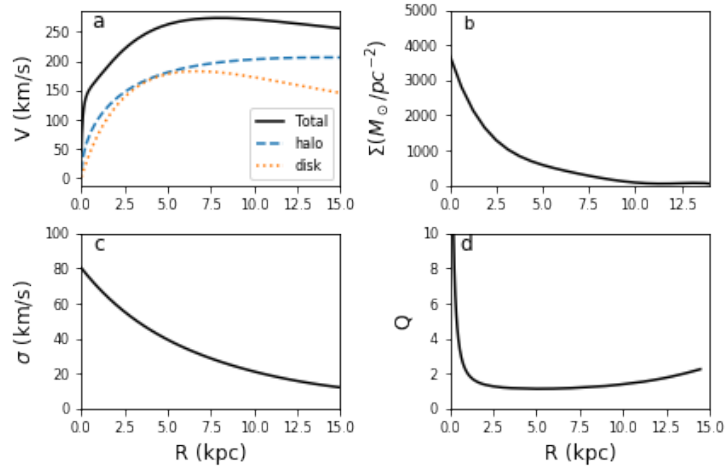 a
V (km/s)
250
200
150
100
50
0
Total
halo
disk
0.0 2.5 5.0 7.5 10.0 12.5 15.0
b
Σ(M⊙/pc⁻²)
5000
4000
3000
2000
1000
0
0.0 2.5 5.0 7.5 10.0 12.5
c
σ (km/s)
100
80
60
40
20
0
0.0 2.5 5.0 7.5 10.0 12.5 15.0
R (kpc)
d
Q
10
8
6
4
2
0
0.0 2.5 5.0 7.5 10.0 12.5 15.0
R (kpc)